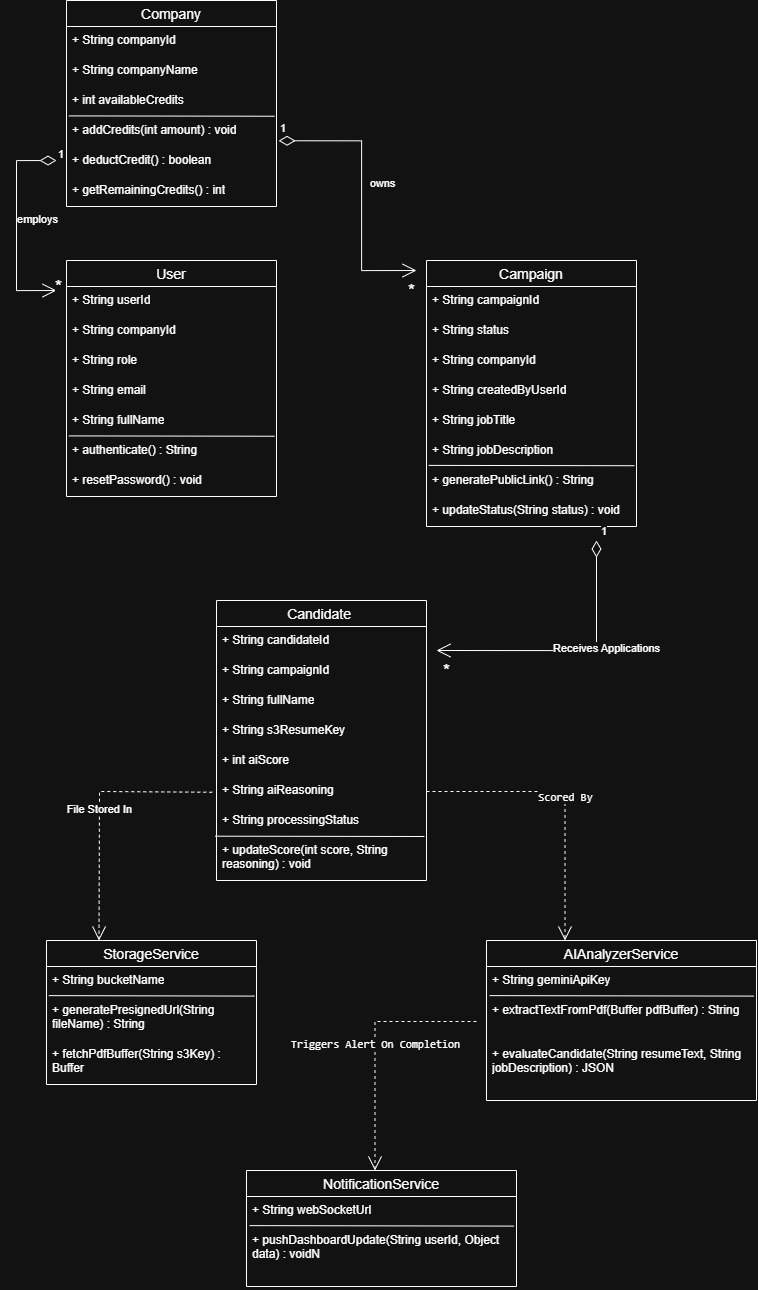 Company
+ String companyId
+ String companyName
+ int availableCredits
+ addCredits(int amount) : void
+ deductCredit() : boolean
+ getRemainingCredits() : int
1
1
owns
employs
*
*
User
+ String userId
+ String companyId
+ String role
+ String email
+ String fullName
+ authenticate() : String
+ resetPassword() : void
Campaign
+ String campaignId
+ String status
+ String companyId
+ String createdByUserId
+ String jobTitle
+ String jobDescription
+ generatePublicLink() : String
+ updateStatus(String status) : void
1
Receives Applications
*
Candidate
+ String candidateId
+ String campaignId
+ String fullName
+ String s3ResumeKey
+ int aiScore
+ String aiReasoning
+ String processingStatus
+ updateScore(int score, String
reasoning) : void
File Stored In
Scored By
StorageService
+ String bucketName
+ generatePresignedUrl(String
fileName) : String
+ fetchPdfBuffer(String s3Key) :
Buffer
AIAnalyzerService
+ String geminiApiKey
+ extractTextFromPdf(Buffer pdfBuffer) : String
+ evaluateCandidate(String resumeText, String
jobDescription) : JSON
Triggers Alert On Completion
NotificationService
+ String webSocketUrl
+ pushDashboardUpdate(String userId, Object
data) : voidN